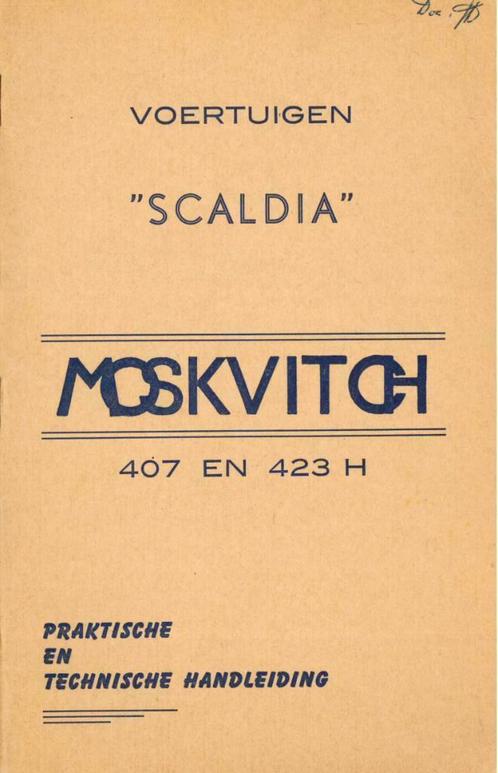 VOERTUIGEN
"SCALDIA"
MOSKVITCH
407 EN 423 H
PRAKTISCHE
EN
TECHNISCHE HANDLEIDING